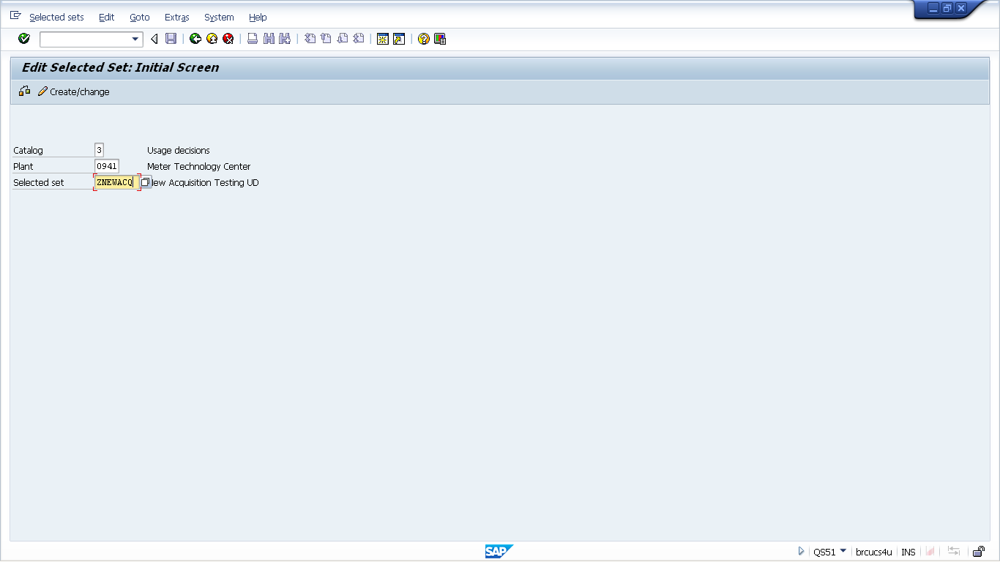 Selected sets Edit Goto Extras System Help
Edit Selected Set: Initial Screen
Create/change
Catalog 3 Usage decisions
Plant 0941 Meter Technology Center
Selected set ZNEWACQ ew Acquisition Testing UD
SAP QS51 brcucs4u INS